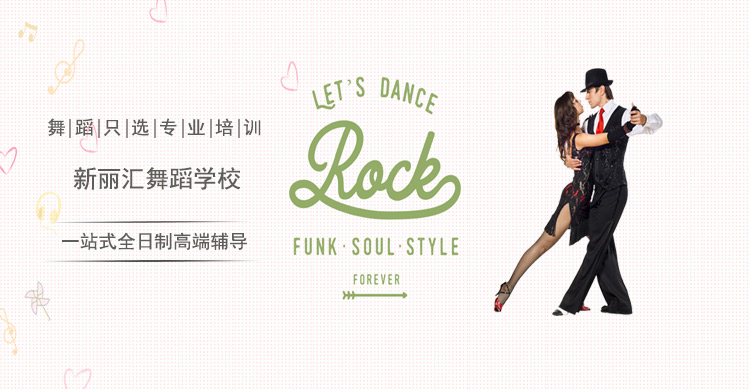 舞|蹈|只|选|专|业|培|训
新丽汇舞蹈学校
一站式全日制高端辅导
LET'S DANCE
Rock
FUNK·SOUL·STYLE
FOREVER